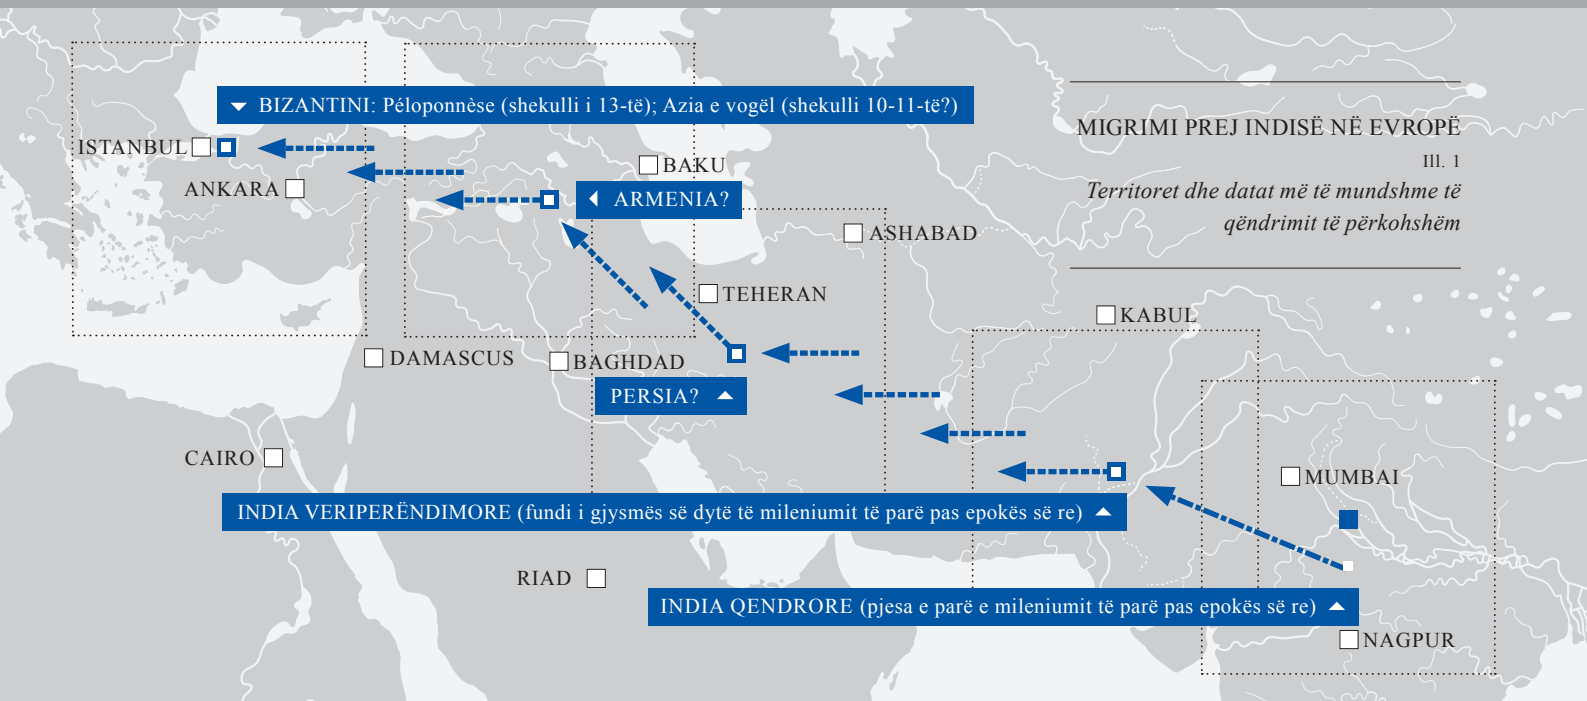 BIZANTINI: Péloponnèse (shekulli i 13-të); Azia e vogël (shekulli 10-11-të?)
MIGRIMI PREJ INDISË NË EVROPË
Ill. 1
Territoret dhe datat më të mundshme të
qëndrimit të përkohshëm
ISTANBUL
ANKARA
BAKU
ARMENIA?
ASHABAD
TEHERAN
KABUL
DAMASCUS
BAGHDAD
PERSIA?
CAIRO
MUMBAI
INDIA VERIPERËNDIMORE (fundi i gjysmës së dytë të mileniumit të parë pas epokës së re)
RIAD
INDIA QENDRORE (pjesa e parë e mileniumit të parë pas epokës së re)
NAGPUR